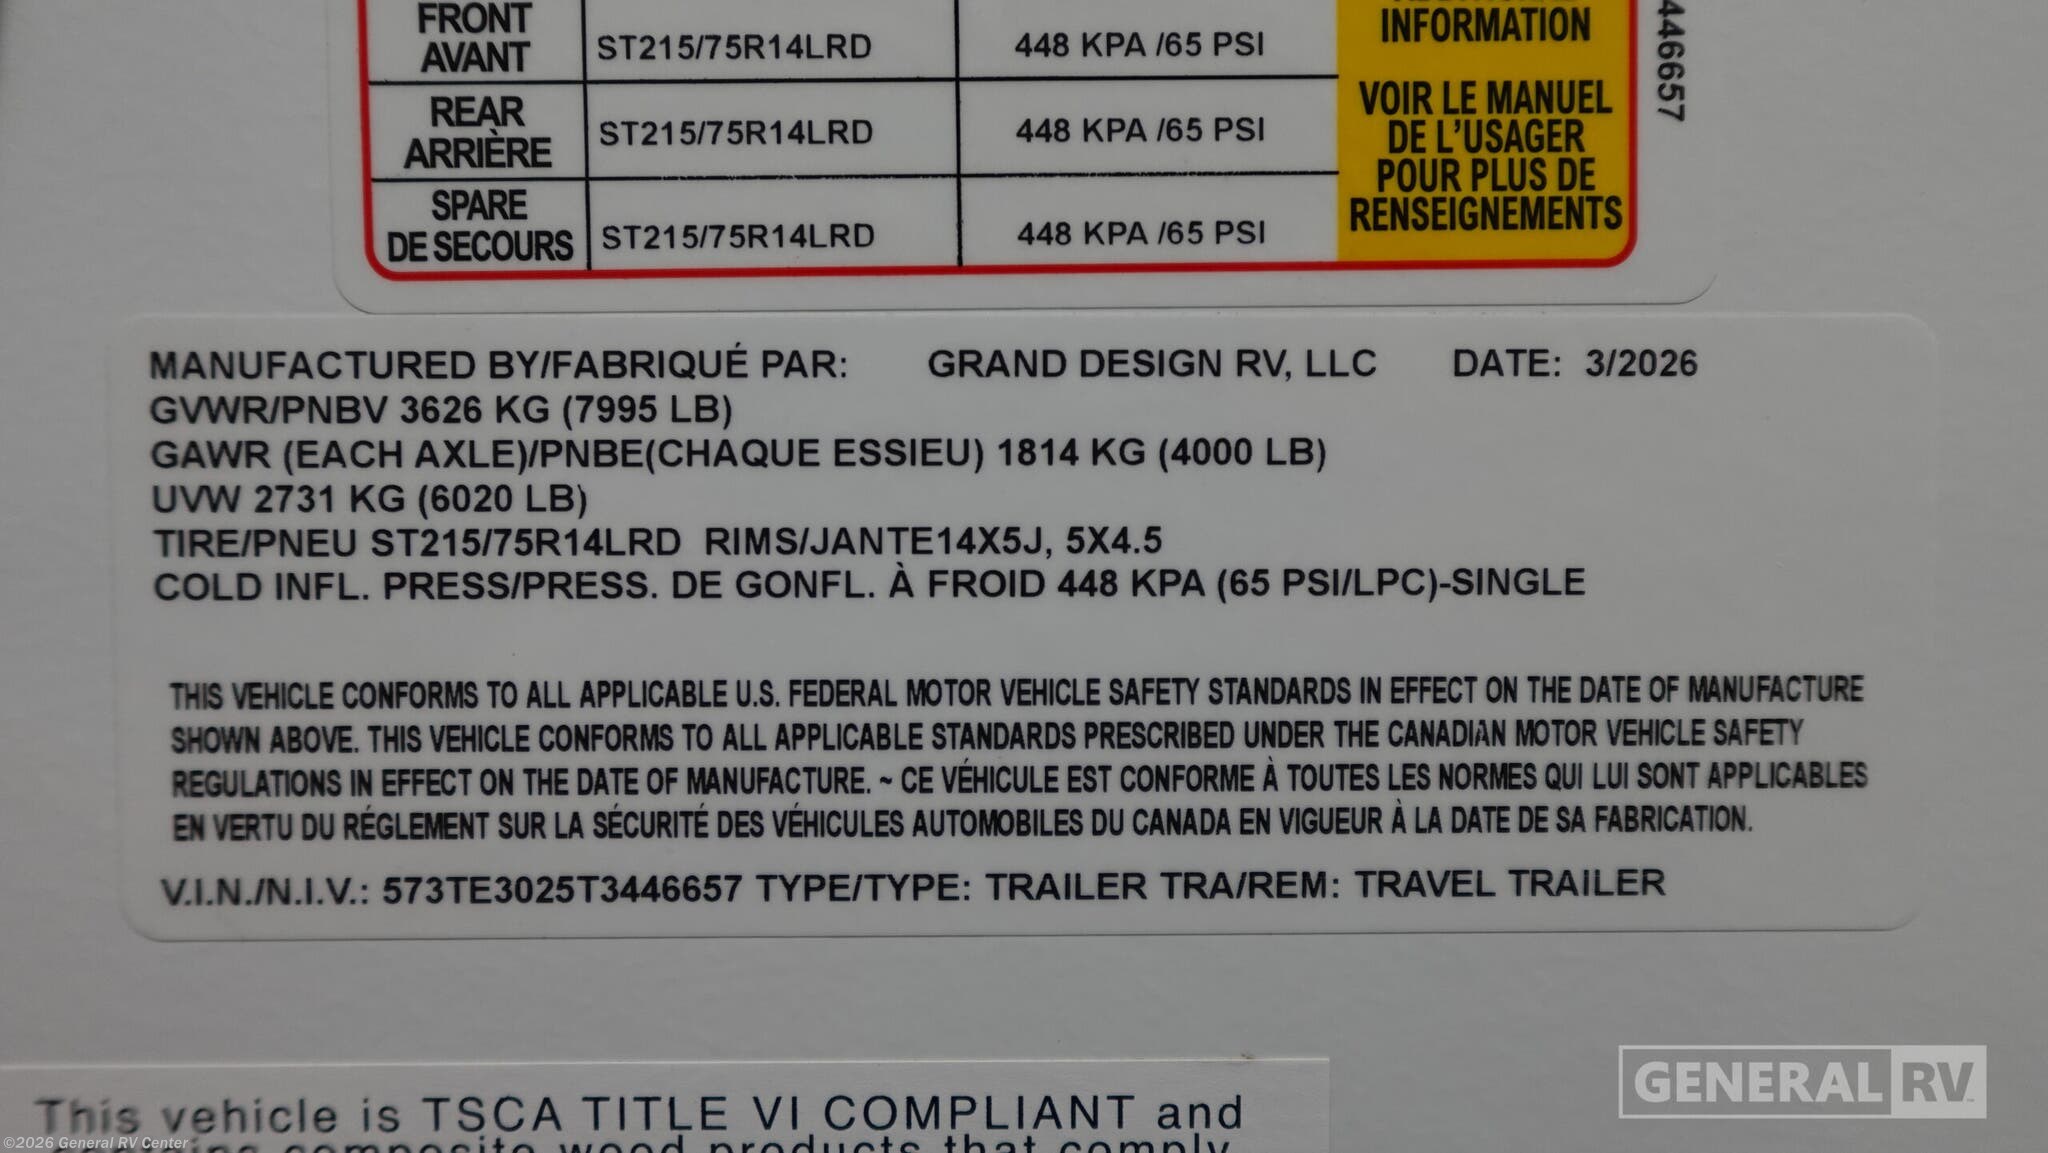 FRONT
AVANT
ST215/75R14LRD
448 KPA /65 PSI
REAR
ARRIÈRE
ST215/75R14LRD
448 KPA /65 PSI
SPARE
DE SECOURS
ST215/75R14LRD
448 KPA /65 PSI
INFORMATION
VOIR LE MANUEL
DE L'USAGER
POUR PLUS DE
RENSEIGNEMENTS
446657
MANUFACTURED BY/FABRIQUÉ PAR: GRAND DESIGN RV, LLC DATE: 3/2026
GVWR/PNBV 3626 KG (7995 LB)
GAWR (EACH AXLE)/PNBE(CHAQUE ESSIEU) 1814 KG (4000 LB)
UVW 2731 KG (6020 LB)
TIRE/PNEU ST215/75R14LRD RIMS/JANTE14X5J, 5X4.5
COLD INFL. PRESS/PRESS. DE GONFL. À FROID 448 KPA (65 PSI/LPC)-SINGLE
THIS VEHICLE CONFORMS TO ALL APPLICABLE U.S. FEDERAL MOTOR VEHICLE SAFETY STANDARDS IN EFFECT ON THE DATE OF MANUFACTURE
SHOWN ABOVE. THIS VEHICLE CONFORMS TO ALL APPLICABLE STANDARDS PRESCRIBED UNDER THE CANADIAN MOTOR VEHICLE SAFETY
REGULATIONS IN EFFECT ON THE DATE OF MANUFACTURE. ~ CE VÉHICULE EST CONFORME À TOUTES LES NORMES QUI LUI SONT APPLICABLES
EN VERTU DU RÉGLEMENT SUR LA SÉCURITÉ DES VÉHICULES AUTOMOBILES DU CANADA EN VIGUEUR À LA DATE DE SA FABRICATION.
V.I.N./N.I.V.: 573TE3025T3446657 TYPE/TYPE: TRAILER TRA/REM: TRAVEL TRAILER
This vehicle is TSCA TITLE VI COMPLIANT and
composite wood products that comply
GENERAL RV
©2026 General RV Center